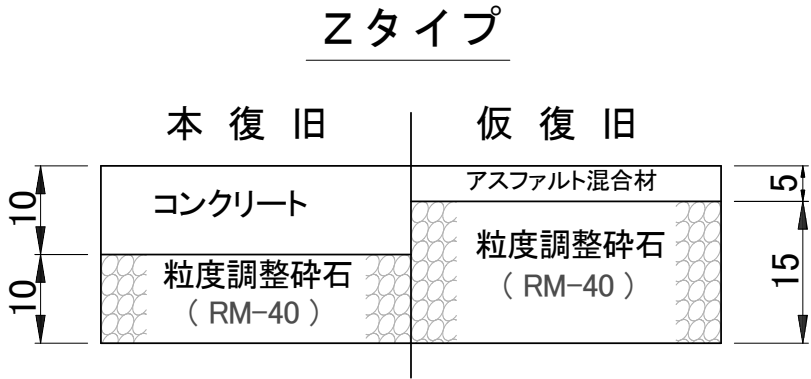 Zタイプ
本復旧
仮復旧
10
コンクリート
アスファルト混合材
5
10
粒度調整砕石
(RM-40)
粒度調整砕石
(RM-40)
15